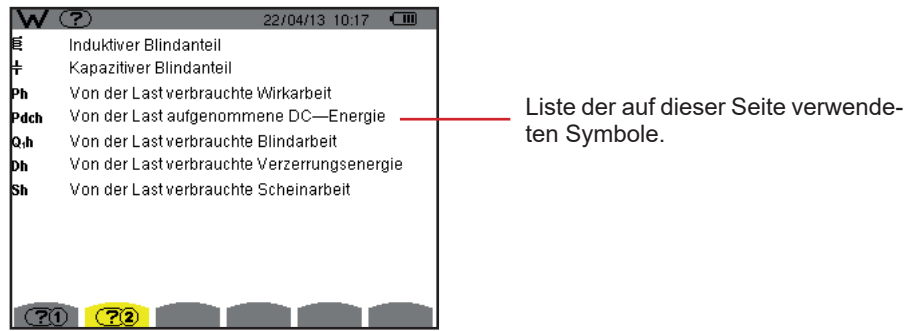 W ? 22/04/13 10:17
Induktiver Blindanteil
Kapazitiver Blindanteil
Ph Von der Last verbrauchte Wirkarbeit
Pdch Von der Last aufgenommene DC—Energie
Q₁h Von der Last verbrauchte Blindarbeit
Dh Von der Last verbrauchte Verzerrungsenergie
Sh Von der Last verbrauchte Scheinarbeit
?1 ?2
Liste der auf dieser Seite verwende-
ten Symbole.